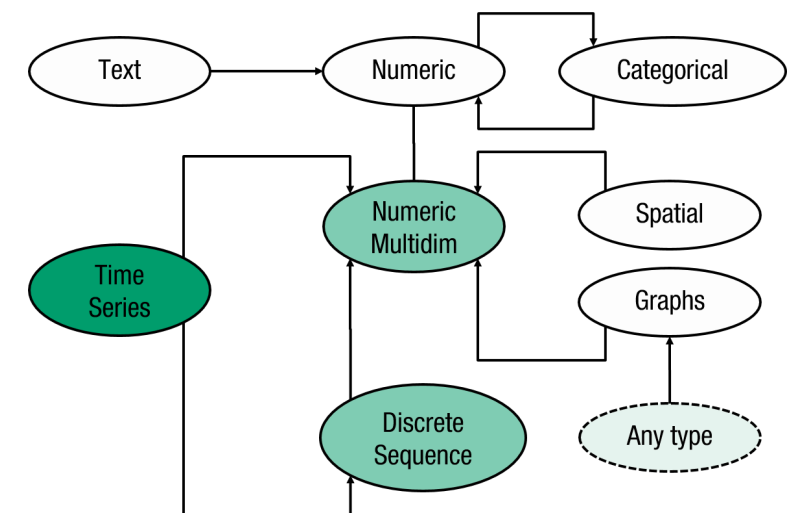 Text
Numeric
Categorical
Numeric
Multidim
Spatial
Time
Series
Graphs
Discrete
Sequence
Any type